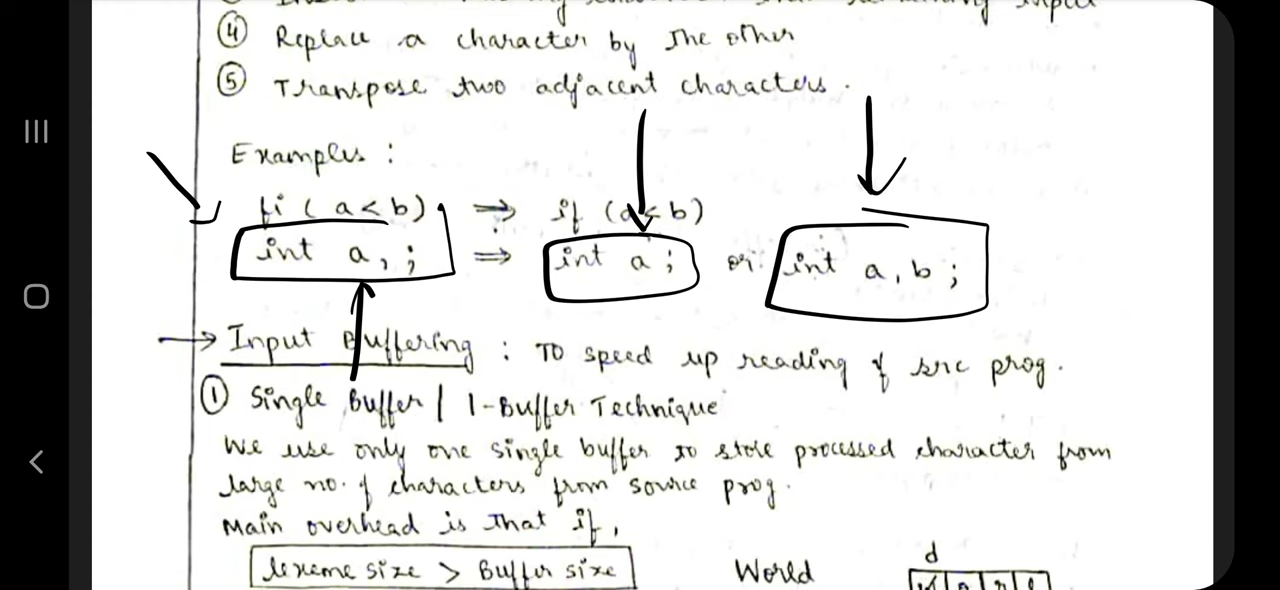 ④ Replace a character by the other
⑤ Transpose two adjacent characters.
Examples :
fi ( a < b ) ⇒ if (a < b)
int a, ; ⇒ int a ; or int a, b ;
→ Input Buffering : To speed up reading of src prog.
① Single Buffer | 1-Buffer Technique
We use only one single buffer to store processed character from
large no. of characters from source prog.
Main overhead is that if,
lexeme size > Buffer size World d